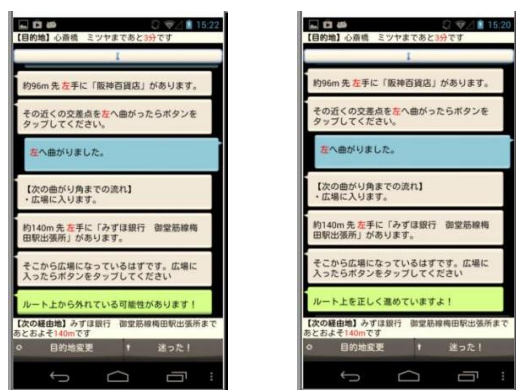 15:22
【目的地】心斎橋 ミツヤまであと3分です
約96m 先 左手に「阪神百貨店」があります。
その近くの交差点を左へ曲がったらボタンを
タップしてください。
左へ曲がりました。
【次の曲がり角までの流れ】
・広場に入ります。
約140m 先 左手に「みずほ銀行 御堂筋線梅
田駅出張所」があります。
そこから広場になっているはずです。広場に
入ったらボタンをタップしてください
ルート上から外れている可能性があります！
【次の経由地】みずほ銀行 御堂筋線梅田駅出張所まで
あとおよそ140mです
目的地変更
迷った！
15:20
【目的地】心斎橋 ミツヤまであと3分です
約96m 先 左手に「阪神百貨店」があります。
その近くの交差点を左へ曲がったらボタンを
タップしてください。
左へ曲がりました。
【次の曲がり角までの流れ】
・広場に入ります。
約140m 先 左手に「みずほ銀行 御堂筋線梅
田駅出張所」があります。
そこから広場になっているはずです。広場に
入ったらボタンをタップしてください
ルート上を正しく進めていますよ！
【次の経由地】みずほ銀行 御堂筋線梅田駅出張所まで
あとおよそ140mです
目的地変更
迷った！